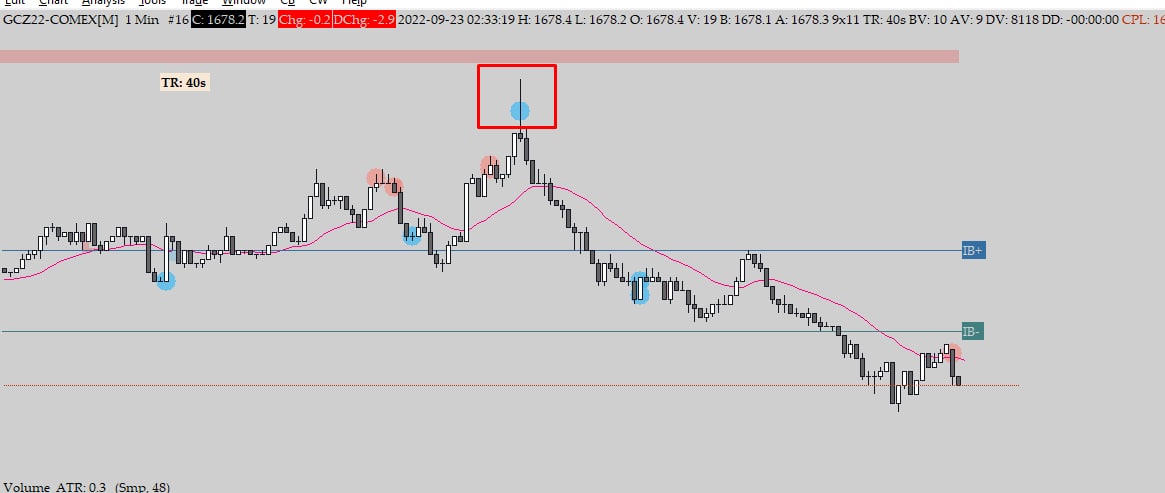 Edit Chart Analysis Tools Trade Window CB CW Help
GCZ22-COMEX[M] 1 Min #16 C: 1678.2 T: 19 Chg: -0.2 DChg: -2.9 2022-09-23 02:33:19 H: 1678.4 L: 1678.2 O: 1678.4 V: 19 B: 1678.1 A: 1678.3 9x11 TR: 40s BV: 10 AV: 9 DV: 8118 DD: -00:00:00 CPL: 16
TR: 40s
IB+
IB-
Volume ATR: 0.3 (Smp, 48)